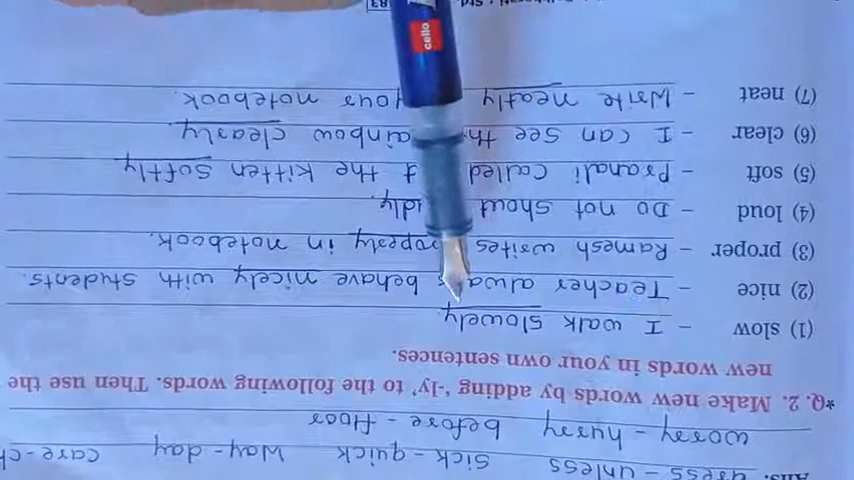 Ans. unless sick-quick way-day
worry-hurry before-floor
*Q. 2. Make new words by adding '-ly' to the following words. Then use the
new words in your own sentences.
(1) slow - I walk slowely.
(2) nice - Teacher behave nicely with students.
(3) proper - Ramesh writes in notebook.
(4) loud - Do not shout
(5) soft - Pranali called the kitten softly
(6) clear - I can see clearly.
(7) neat - Write neatly your notebook.
cello